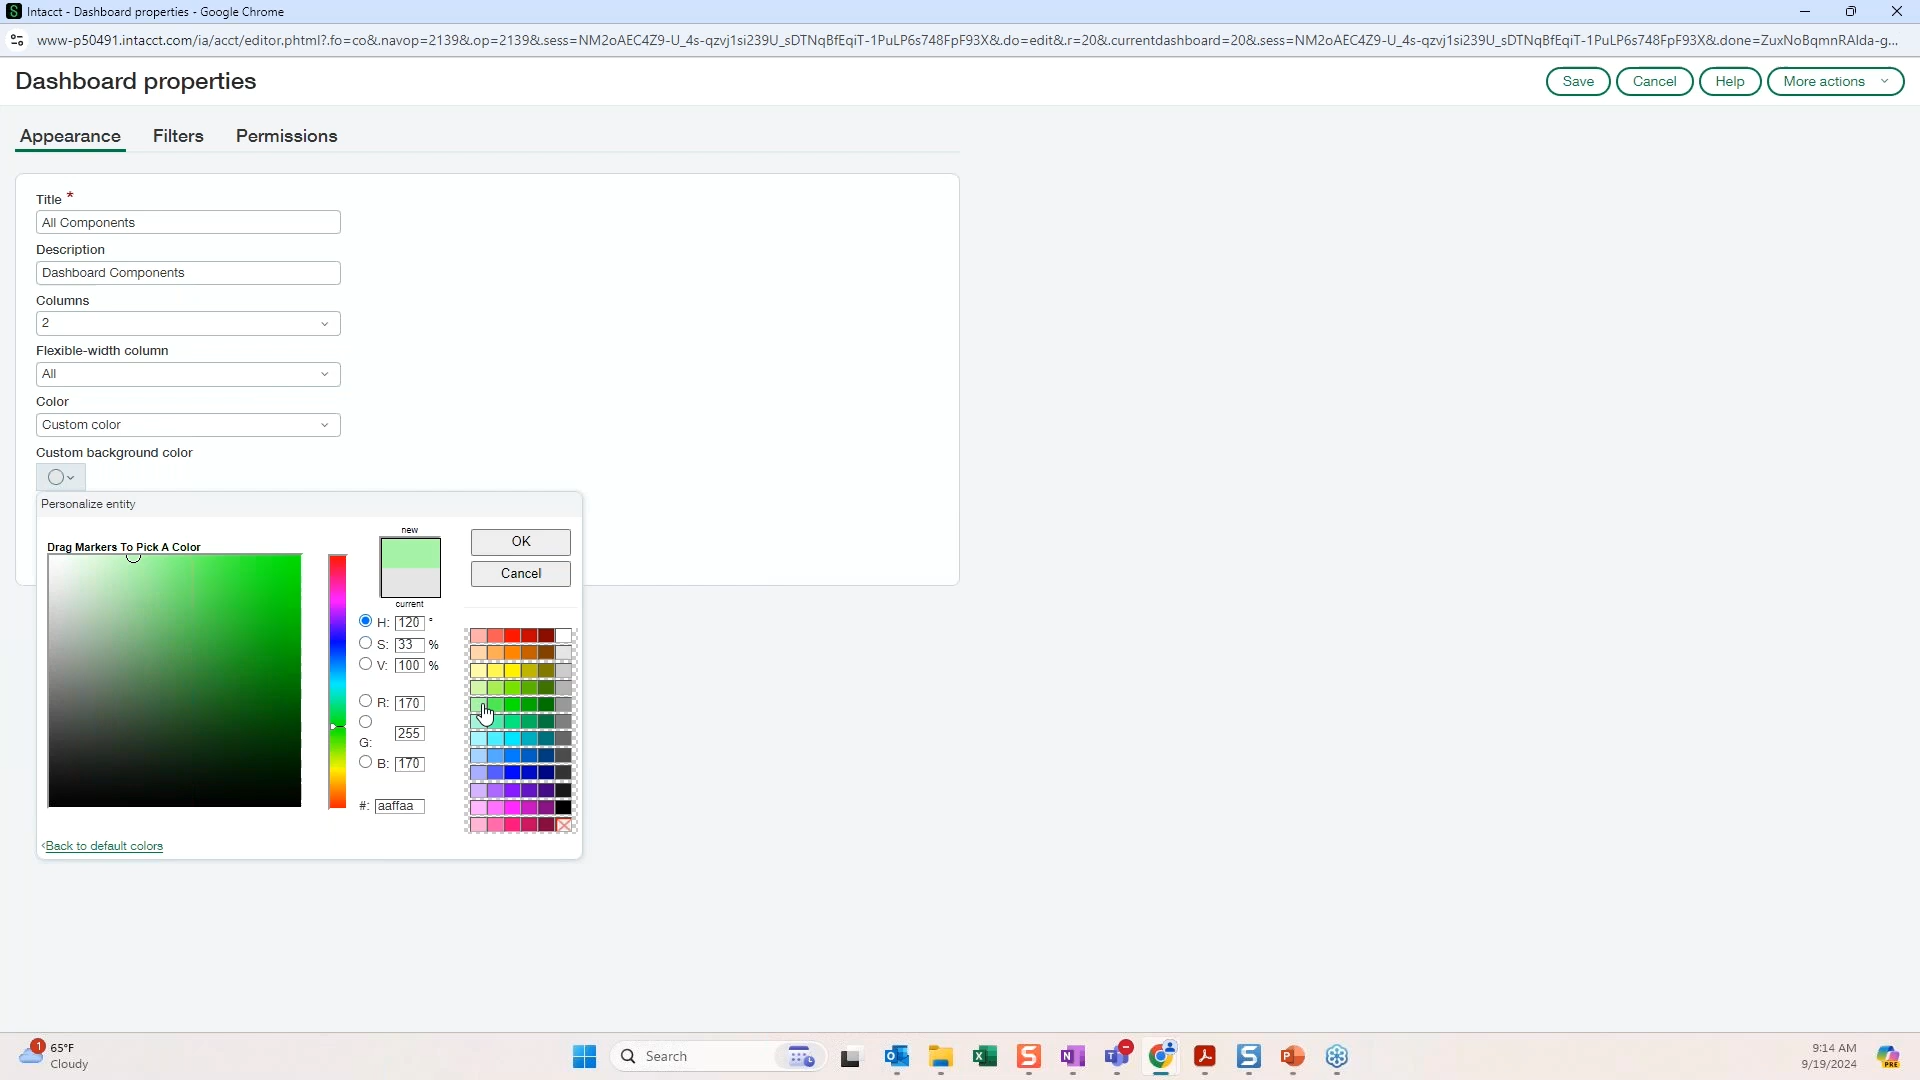 Intacct - Dashboard properties - Google Chrome
www-p50491.intacct.com/ia/acct/editor.phtml?.fo=co&.navop=2139&.op=2139&.sess=NM2oAEC4Z9-U_4s-qzvj1si239U_sDTNqBfEqiT-1PuLP6s748FpF93X&.do=edit&.r=20&.currentdashboard=20&.sess=NM2oAEC4Z9-U_4s-qzvj1si239U_sDTNqBfEqiT-1PuLP6s748FpF93X&.done=ZuxNoBqmnRAIda-g...
Dashboard properties
Save
Cancel
Help
More actions
Appearance
Filters
Permissions
Title *
All Components
Description
Dashboard Components
Columns
2
Flexible-width column
All
Color
Custom color
Custom background color
Personalize entity
Drag Markers To Pick A Color
new
current
OK
Cancel
H: 120 °
S: 33 %
V: 100 %
R: 170
G: 255
B: 170
#: aaffaa
‹Back to default colors
1
65°F
Cloudy
Search
9:14 AM
9/19/2024
PRE